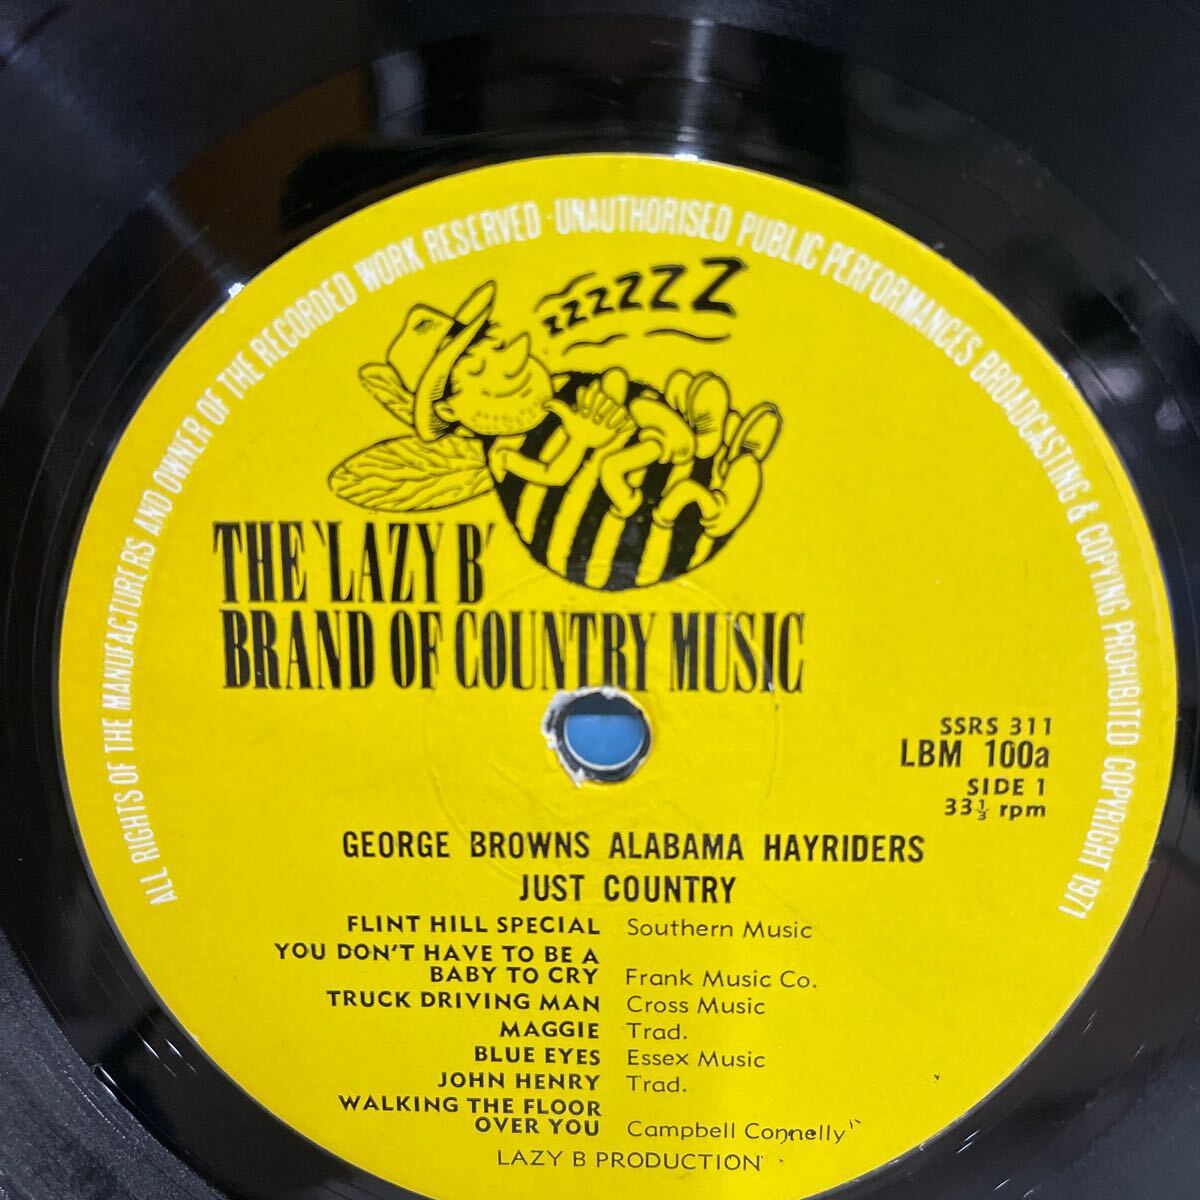 ALL RIGHTS OF THE MANUFACTURERS AND OWNER OF THE RECORDED WORK RESERVED · UNAUTHORISED PUBLIC PERFORMANCES BROADCASTING & COPYING PROHIBITED COPYRIGHT 1971
zzzzZZ
THE 'LAZY B'
BRAND OF COUNTRY MUSIC
SSRS 311
LBM 100a
SIDE 1
33⅓ rpm
GEORGE BROWNS ALABAMA HAYRIDERS
JUST COUNTRY
FLINT HILL SPECIAL Southern Music
YOU DON'T HAVE TO BE A
BABY TO CRY Frank Music Co.
TRUCK DRIVING MAN Cross Music
MAGGIE Trad.
BLUE EYES Essex Music
JOHN HENRY Trad.
WALKING THE FLOOR
OVER YOU Campbell Connelly
LAZY B PRODUCTION